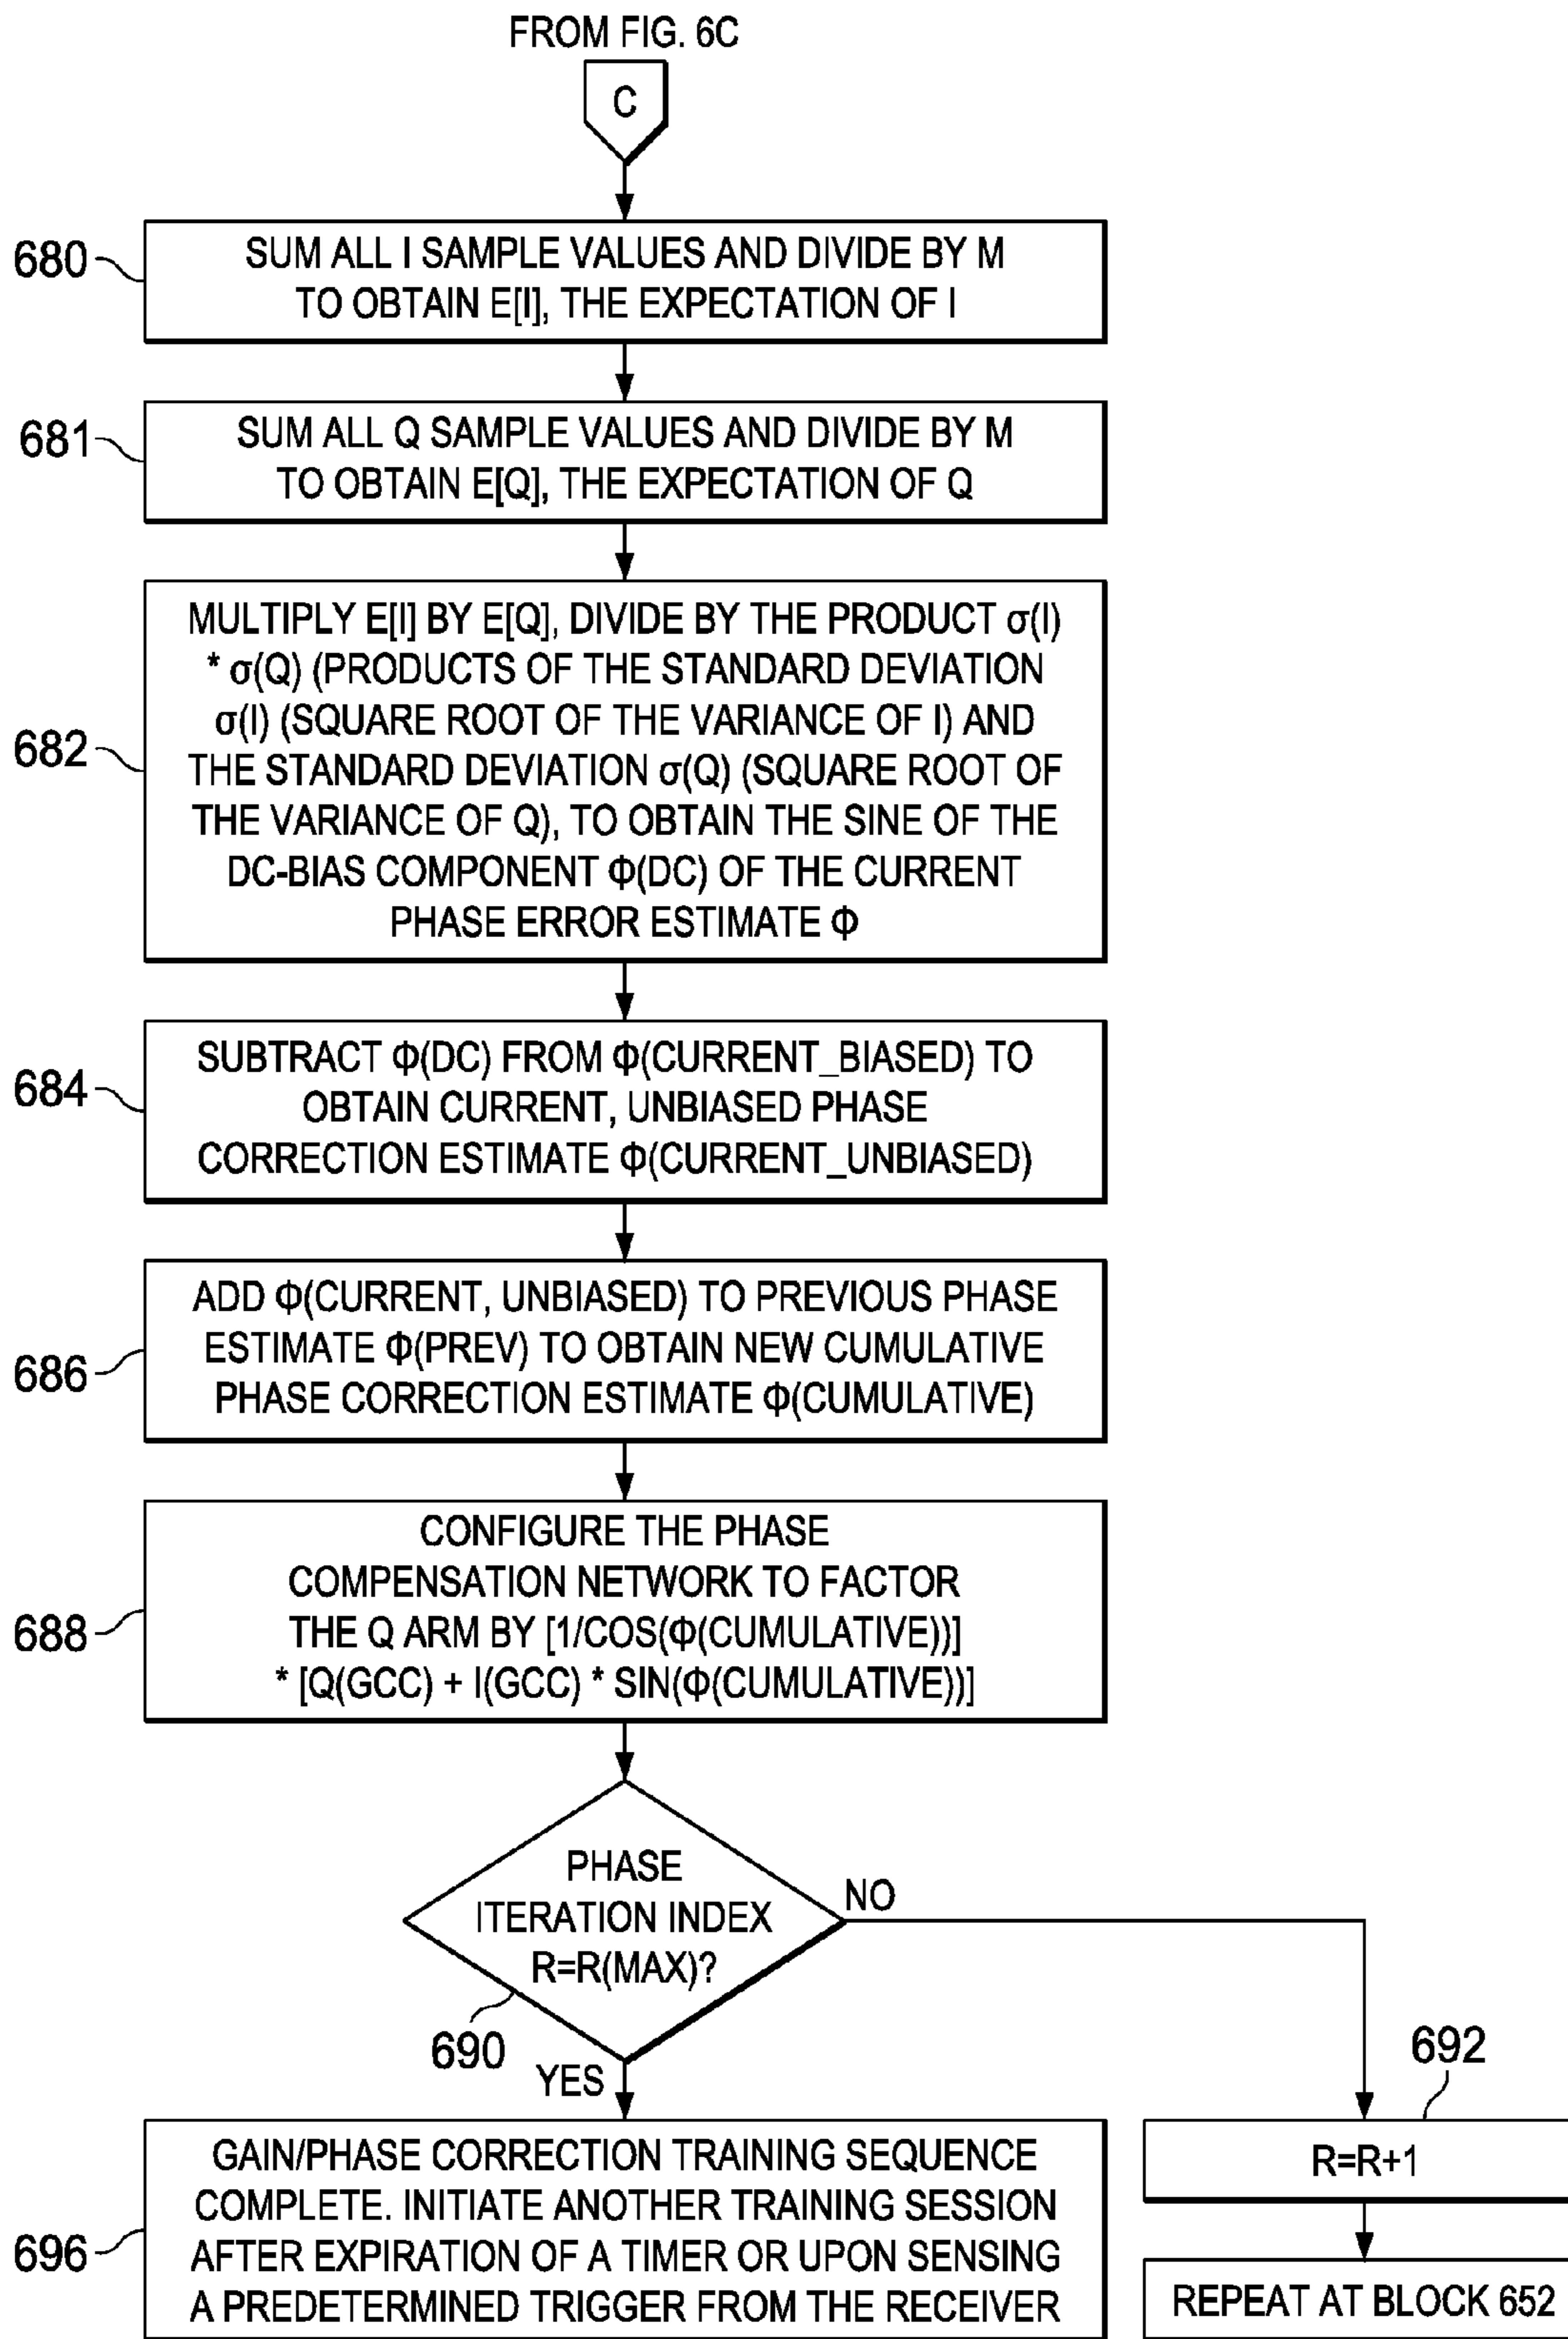 FROM FIG. 6C
C
680
SUM ALL I SAMPLE VALUES AND DIVIDE BY M
TO OBTAIN E[I], THE EXPECTATION OF I
681
SUM ALL Q SAMPLE VALUES AND DIVIDE BY M
TO OBTAIN E[Q], THE EXPECTATION OF Q
682
MULTIPLY E[I] BY E[Q], DIVIDE BY THE PRODUCT σ(I)
* σ(Q) (PRODUCTS OF THE STANDARD DEVIATION
σ(I) (SQUARE ROOT OF THE VARIANCE OF I) AND
THE STANDARD DEVIATION σ(Q) (SQUARE ROOT OF
THE VARIANCE OF Q), TO OBTAIN THE SINE OF THE
DC-BIAS COMPONENT Φ(DC) OF THE CURRENT
PHASE ERROR ESTIMATE Φ
684
SUBTRACT Φ(DC) FROM Φ(CURRENT_BIASED) TO
OBTAIN CURRENT, UNBIASED PHASE
CORRECTION ESTIMATE Φ(CURRENT_UNBIASED)
686
ADD Φ(CURRENT, UNBIASED) TO PREVIOUS PHASE
ESTIMATE Φ(PREV) TO OBTAIN NEW CUMULATIVE
PHASE CORRECTION ESTIMATE Φ(CUMULATIVE)
688
CONFIGURE THE PHASE
COMPENSATION NETWORK TO FACTOR
THE Q ARM BY [1/COS(Φ(CUMULATIVE))]
* [Q(GCC) + I(GCC) * SIN(Φ(CUMULATIVE))]
PHASE
ITERATION INDEX
R=R(MAX)?
NO
690
YES
692
R=R+1
REPEAT AT BLOCK 652
696
GAIN/PHASE CORRECTION TRAINING SEQUENCE
COMPLETE. INITIATE ANOTHER TRAINING SESSION
AFTER EXPIRATION OF A TIMER OR UPON SENSING
A PREDETERMINED TRIGGER FROM THE RECEIVER